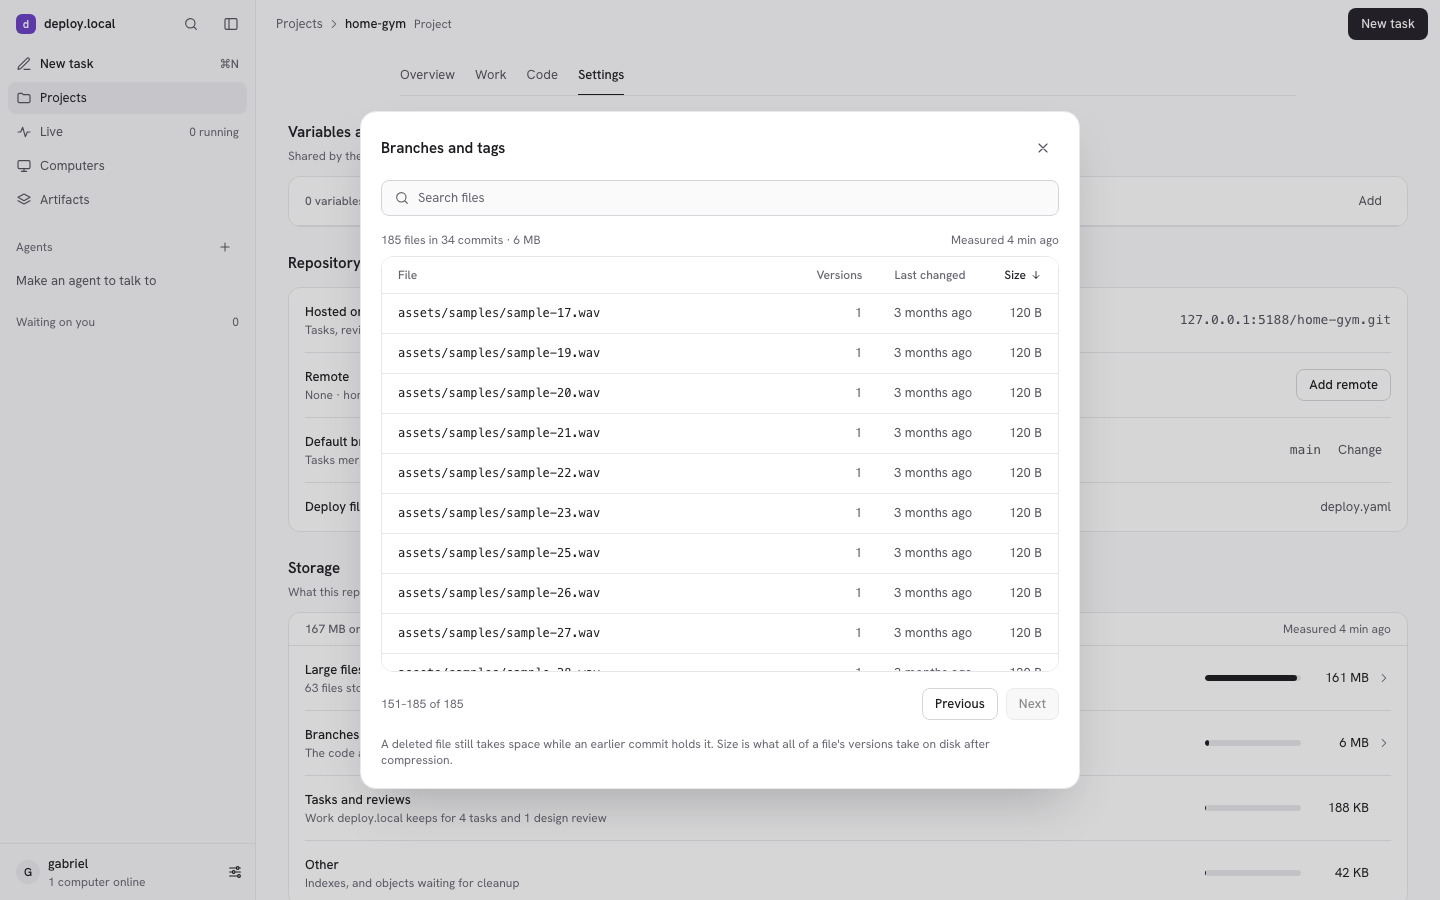 d deploy.local
New task ⌘N
Projects
Live 0 running
Computers
Artifacts
Agents
Make an agent to talk to
Waiting on you 0
G gabriel
1 computer online
Projects > home-gym Project
New task
Overview Work Code Settings
Variables a
Shared by the
0 variables
Add
Repository
Hosted on
Tasks, revi
127.0.0.1:5188/home-gym.git
Remote
None · hom
Add remote
Default br
Tasks mer
main Change
Deploy fil
deploy.yaml
Storage
What this rep
167 MB on
Measured 4 min ago
Large files
63 files sto
161 MB
Branches
The code a
6 MB
Tasks and reviews
Work deploy.local keeps for 4 tasks and 1 design review
188 KB
Other
Indexes, and objects waiting for cleanup
42 KB
Branches and tags
Search files
185 files in 34 commits · 6 MB
Measured 4 min ago
File Versions Last changed Size ↓
assets/samples/sample-17.wav 1 3 months ago 120 B
assets/samples/sample-19.wav 1 3 months ago 120 B
assets/samples/sample-20.wav 1 3 months ago 120 B
assets/samples/sample-21.wav 1 3 months ago 120 B
assets/samples/sample-22.wav 1 3 months ago 120 B
assets/samples/sample-23.wav 1 3 months ago 120 B
assets/samples/sample-25.wav 1 3 months ago 120 B
assets/samples/sample-26.wav 1 3 months ago 120 B
assets/samples/sample-27.wav 1 3 months ago 120 B
151–185 of 185
Previous Next
A deleted file still takes space while an earlier commit holds it. Size is what all of a file's versions take on disk after
compression.